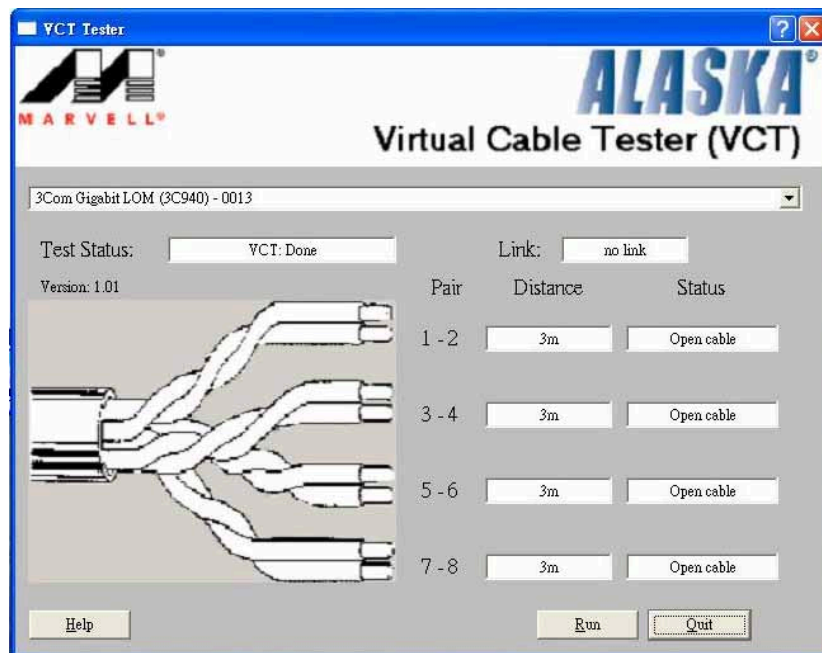 VCT Tester
MARVELL®
ALASKA®
Virtual Cable Tester (VCT)
3Com Gigabit LOM (3C940) - 0013
Test Status: VCT: Done Link: no link
Version: 1.01 Pair Distance Status
1 - 2 3m Open cable
3 - 4 3m Open cable
5 - 6 3m Open cable
7 - 8 3m Open cable
Help Run Quit